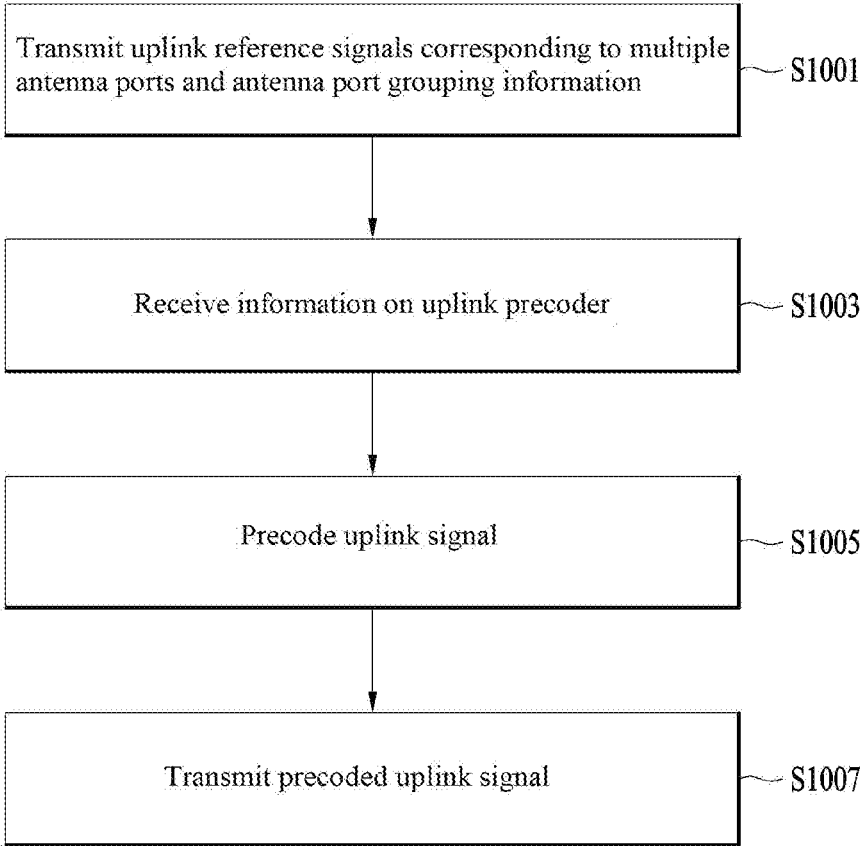 Transmit uplink reference signals corresponding to multiple
antenna ports and antenna port grouping information
S1001
Receive information on uplink precoder
S1003
Precode uplink signal
S1005
Transmit precoded uplink signal
S1007